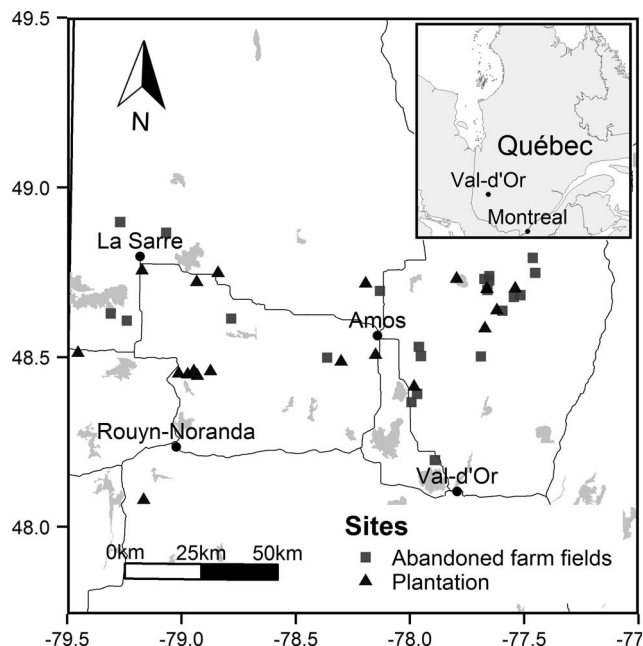 49.5
49.0
48.5
48.0
-79.5
-79.0
-78.5
-78.0
-77.5
-77
N
Québec
Val-d'Or
Montreal
La Sarre
Amos
Rouyn-Noranda
Val-d'Or
Sites
Abandoned farm fields
Plantation
0km
25km
50km